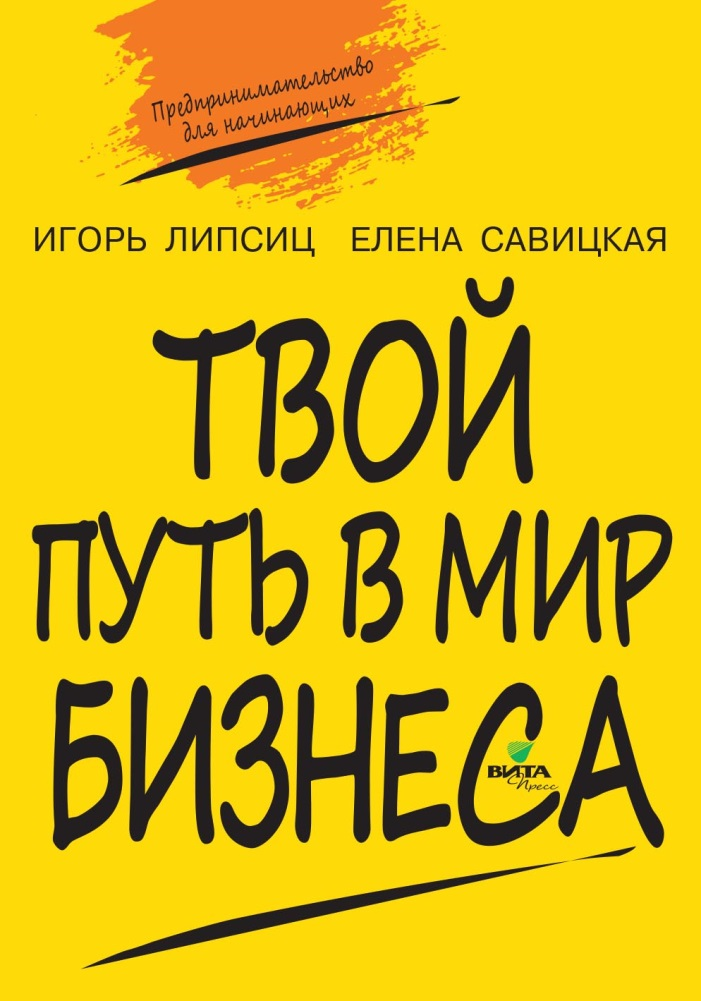 Предпринимательство
для начинающих
ИГОРЬ ЛИПСИЦ ЕЛЕНА САВИЦКАЯ
ТВОЙ
ПУТЬ В МИР
БИЗНЕСА
ВИТА
Пресс